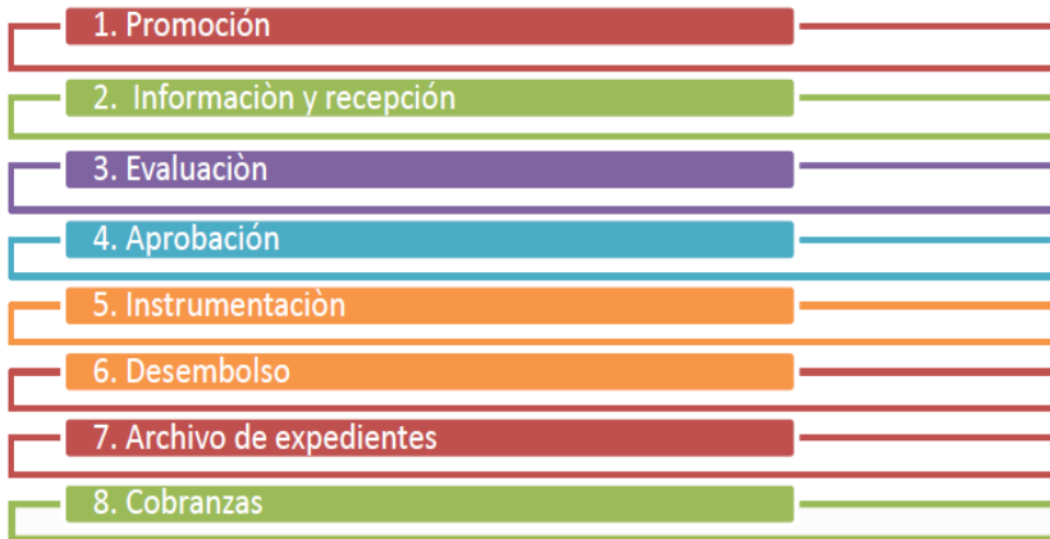 1. Promoción
2. Informaciòn y recepción
3. Evaluaciòn
4. Aprobación
5. Instrumentaciòn
6. Desembolso
7. Archivo de expedientes
8. Cobranzas